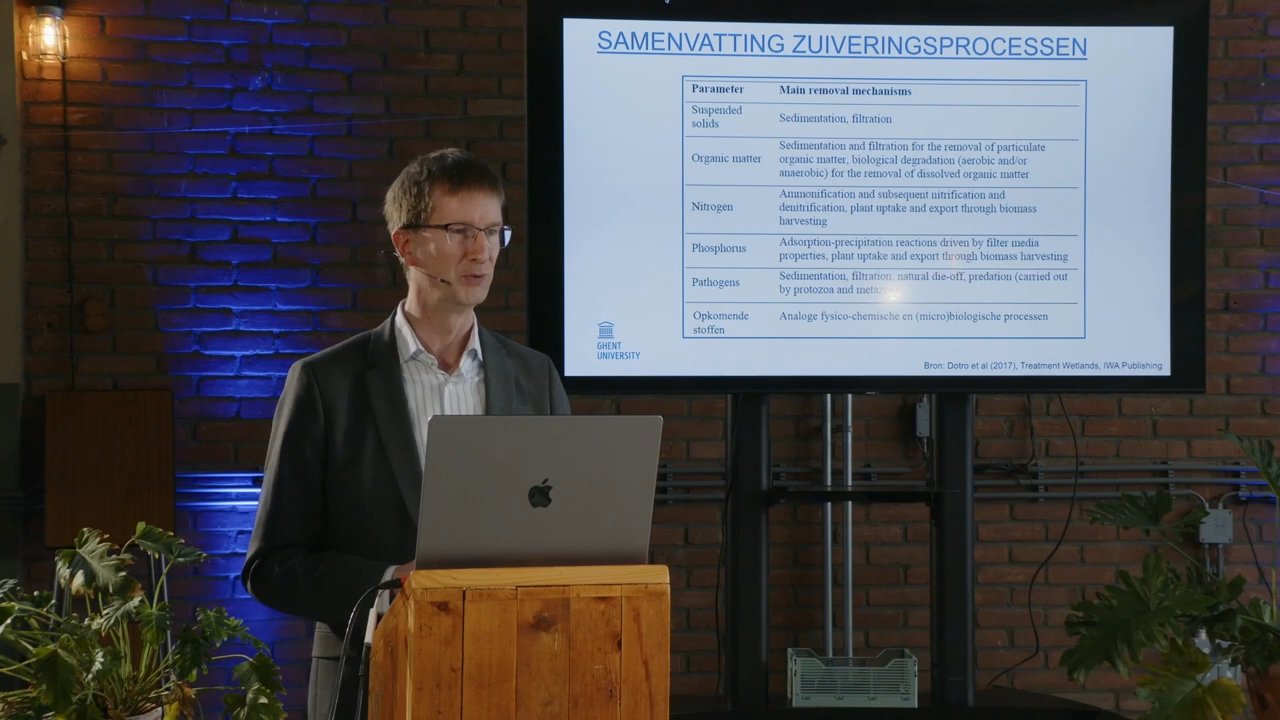 SAMENVATTING ZUIVERINGSPROCESSEN
Parameter Main removal mechanisms
Suspended solids Sedimentation, filtration
Organic matter Sedimentation and filtration for the removal of particulate
organic matter, biological degradation (aerobic and/or
anaerobic) for the removal of dissolved organic matter
Nitrogen Ammonification and subsequent nitrification and
denitrification, plant uptake and export through biomass
harvesting
Phosphorus Adsorption-precipitation reactions driven by filter media
properties, plant uptake and export through biomass harvesting
Pathogens Sedimentation, filtration, natural die-off, predation (carried out
by protozoa and
Opkomende stoffen Analoge fysico-chemische en (micro)biologische processen
GHENT
UNIVERSITY
Bron: Dotro et al (2017), Treatment Wetlands, IWA Publishing